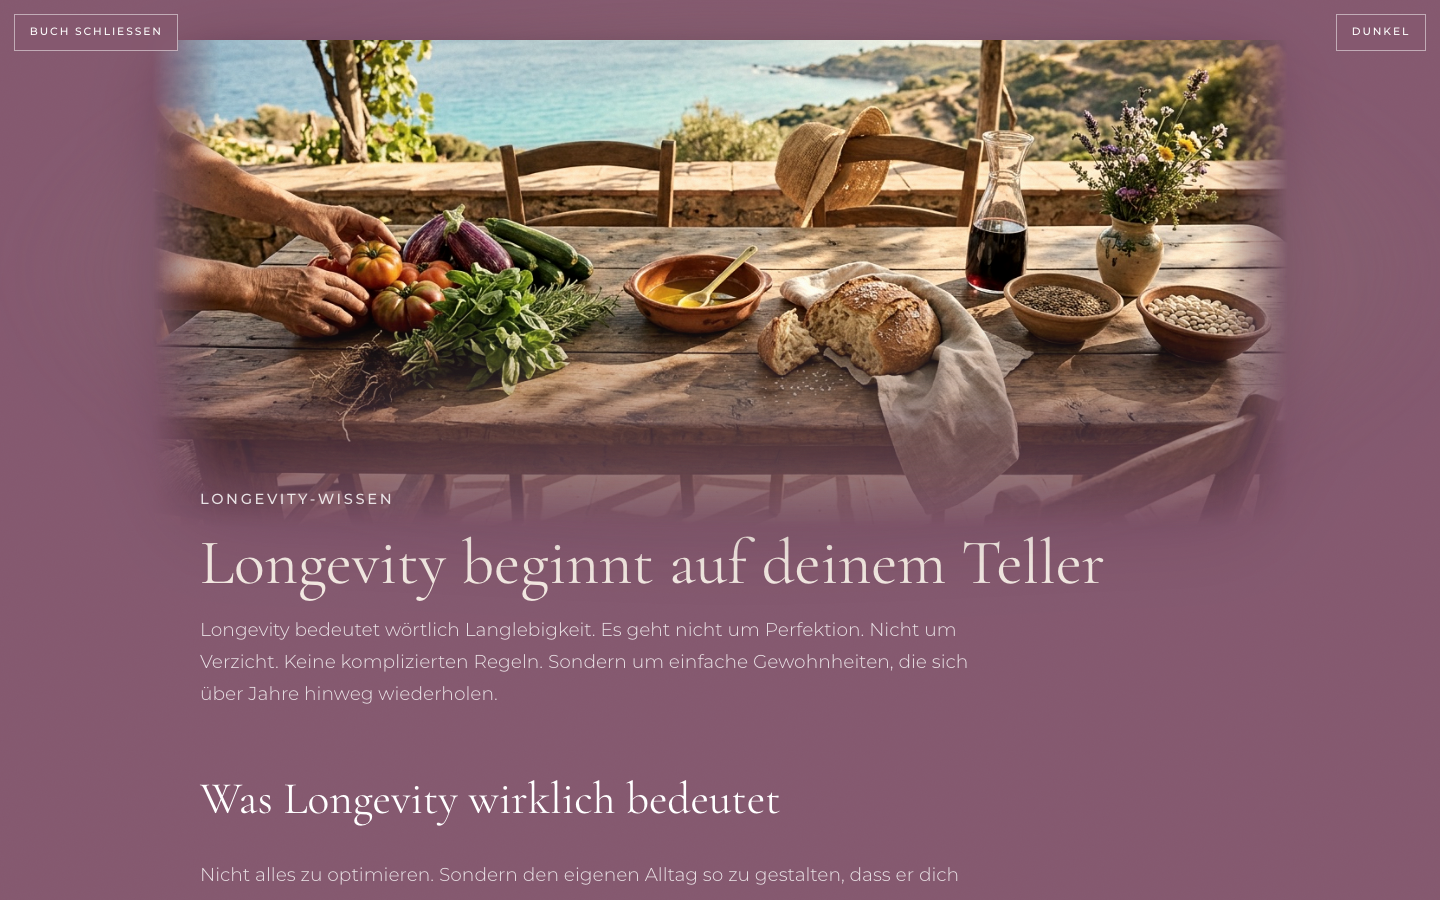 BUCH SCHLIESSEN
DUNKEL
LONGEVITY-WISSEN
Longevity beginnt auf deinem Teller
Longevity bedeutet wörtlich Langlebigkeit. Es geht nicht um Perfektion. Nicht um
Verzicht. Keine komplizierten Regeln. Sondern um einfache Gewohnheiten, die sich
über Jahre hinweg wiederholen.
Was Longevity wirklich bedeutet
Nicht alles zu optimieren. Sondern den eigenen Alltag so zu gestalten, dass er dich